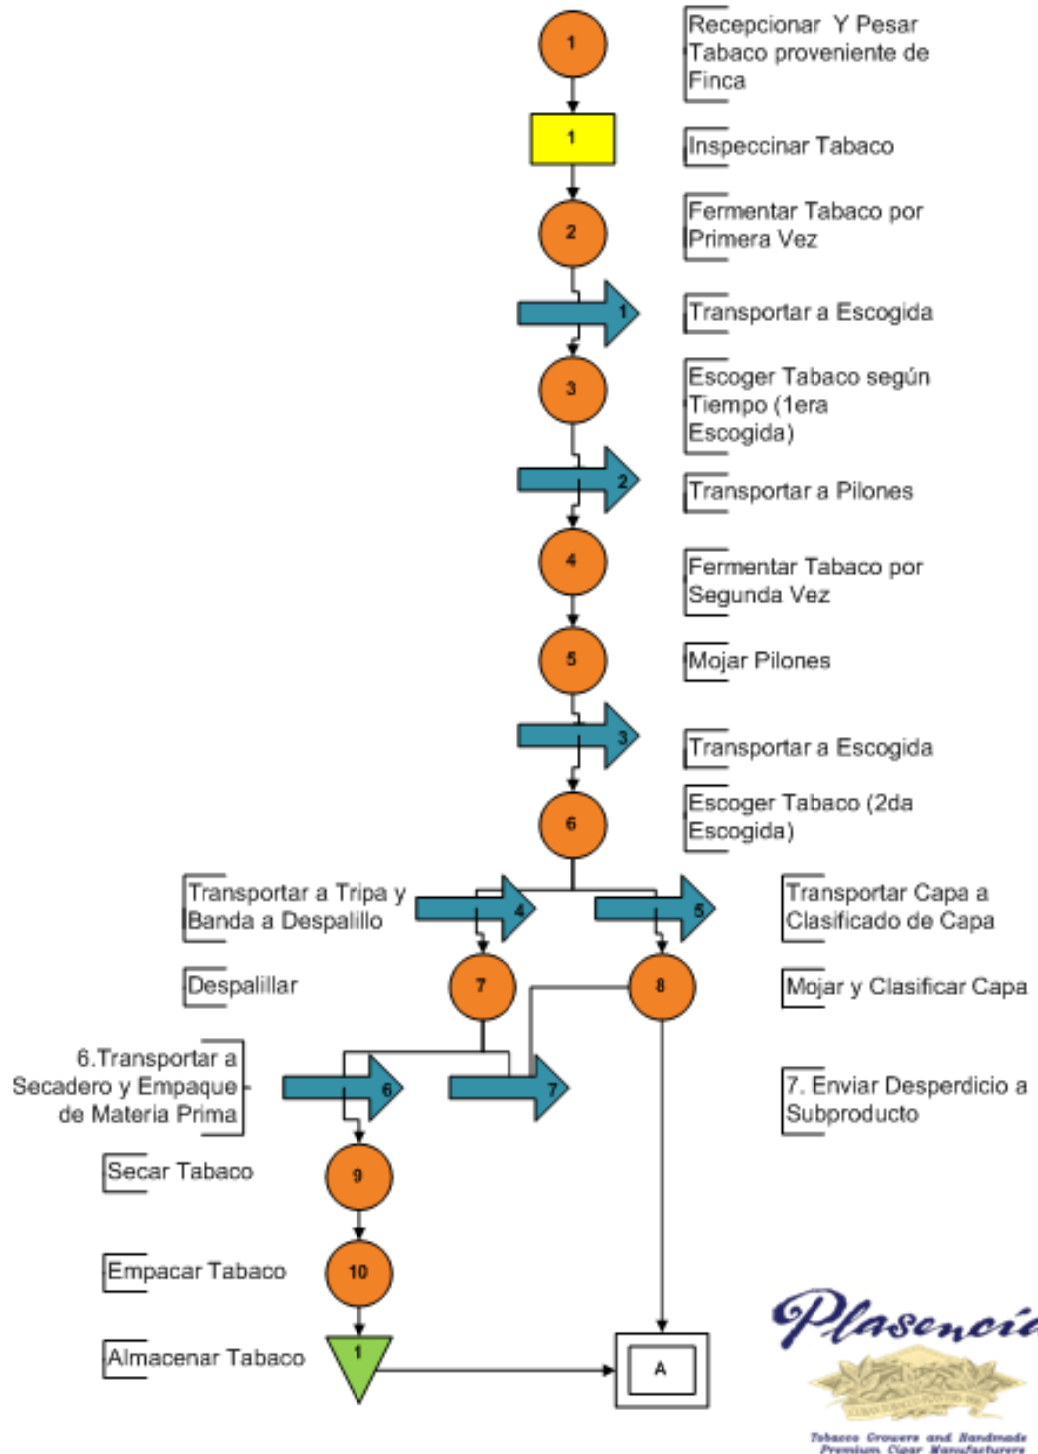 1
Recepcionar Y Pesar
Tabaco proveniente de
Finca
1
Inspeccinar Tabaco
2
Fermentar Tabaco por
Primera Vez
1
Transportar a Escogida
3
Escoger Tabaco según
Tiempo (1era
Escogida)
2
Transportar a Pilones
4
Fermentar Tabaco por
Segunda Vez
5
Mojar Pilones
3
Transportar a Escogida
6
Escoger Tabaco (2da
Escogida)
Transportar a Tripa y
Banda a Despalillo
4
5
Transportar Capa a
Clasificado de Capa
Despalillar
7
8
Mojar y Clasificar Capa
6.Transportar a
Secadero y Empaque
de Materia Prima
6
7
7. Enviar Desperdicio a
Subproducto
Secar Tabaco
9
Empacar Tabaco
10
Almacenar Tabaco
1
A
Plasencia
Tobacco Growers and Handmade
Premium Cigar Manufacturers